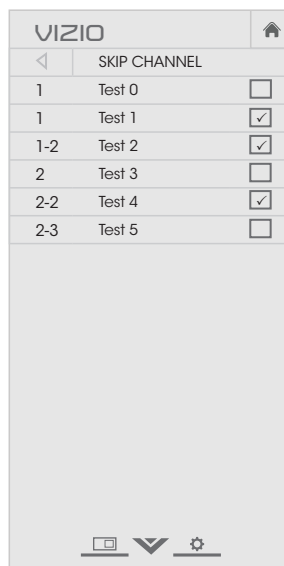 VIZIO
SKIP CHANNEL
1 Test 0
1 Test 1
1-2 Test 2
2 Test 3
2-2 Test 4
2-3 Test 5